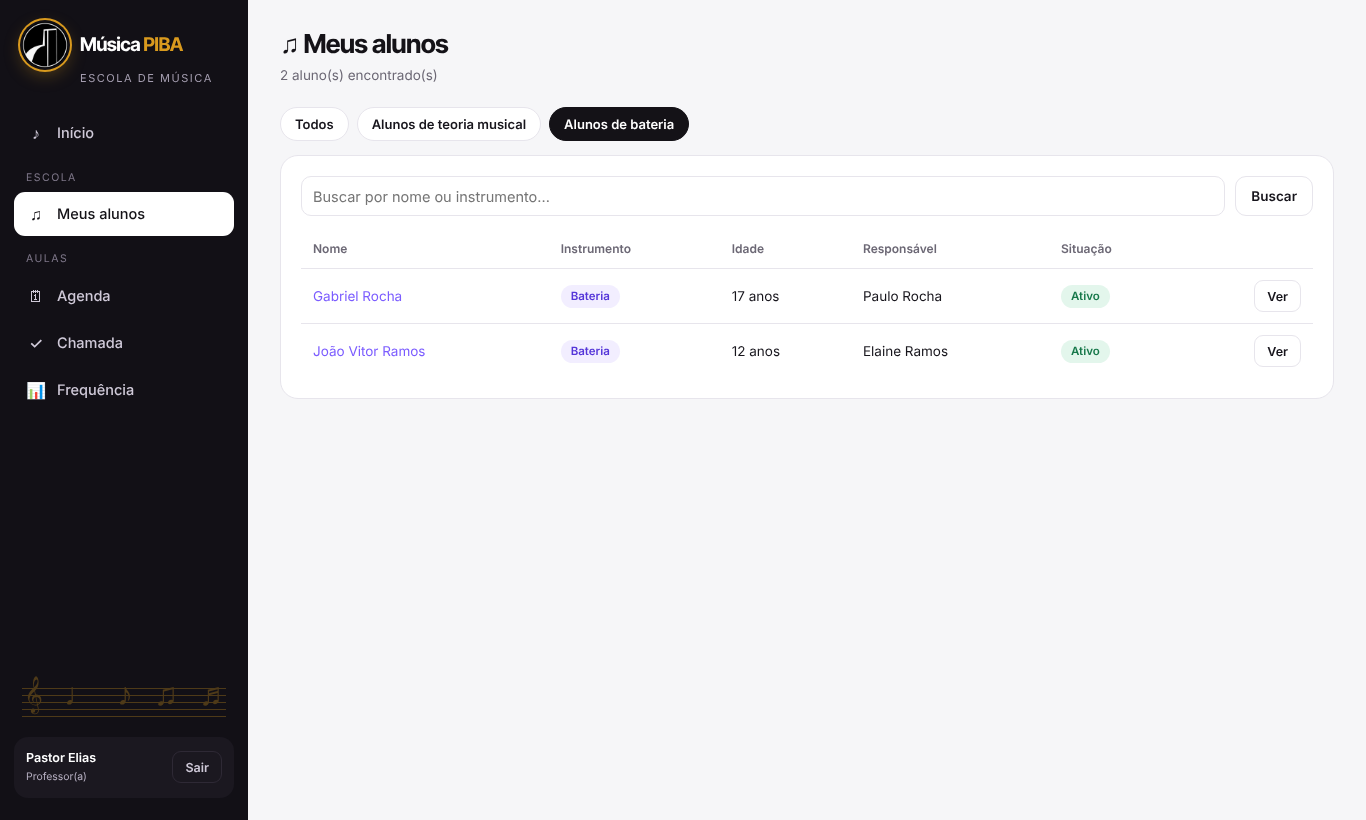 Música PIBA
ESCOLA DE MÚSICA
Início
ESCOLA
Meus alunos
AULAS
Agenda
Chamada
Frequência
Pastor Elias
Professor(a)
Sair
♫ Meus alunos
2 aluno(s) encontrado(s)
Todos Alunos de teoria musical Alunos de bateria
Buscar por nome ou instrumento... Buscar
Nome Instrumento Idade Responsável Situação
Gabriel Rocha Bateria 17 anos Paulo Rocha Ativo Ver
João Vitor Ramos Bateria 12 anos Elaine Ramos Ativo Ver